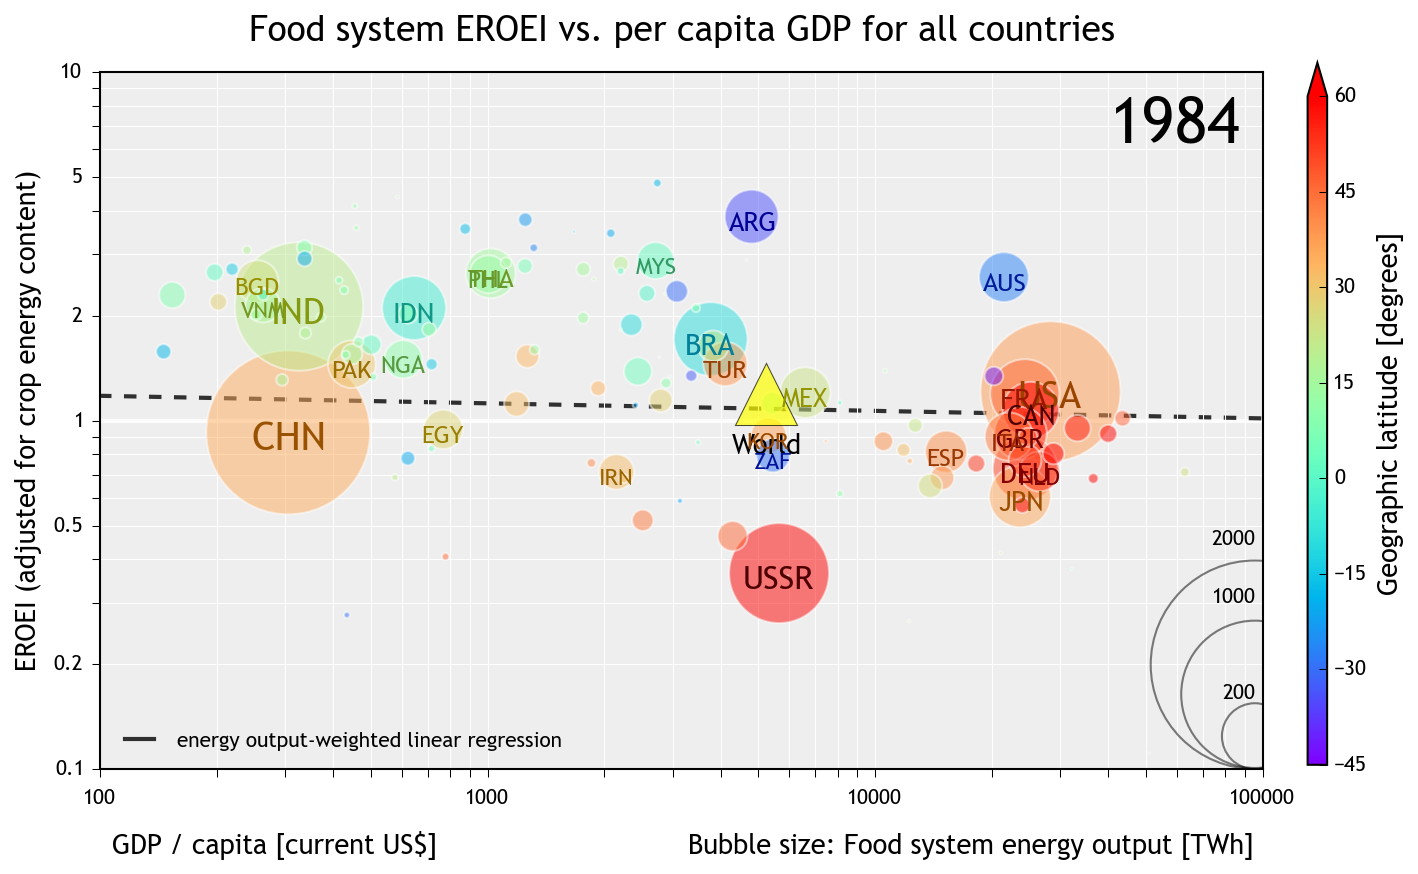 Food system EROEI vs. per capita GDP for all countries
1984
EROEI (adjusted for crop energy content)
10
5
2
1
0.5
0.2
0.1
100
1000
10000
100000
GDP / capita [current US$]
Bubble size: Food system energy output [TWh]
energy output-weighted linear regression
ARG
MYS
THA
PHL
BGD
VNM
IND
IDN
AUS
BRA
PAK
NGA
TUR
MEX
USA
FRA
CAN
CHN
EGY
World
KOR
ZAF
GBR
ITA
ESP
IRN
DEU
NLD
JPN
USSR
2000
1000
200
60
45
30
15
0
−15
−30
−45
Geographic latitude [degrees]